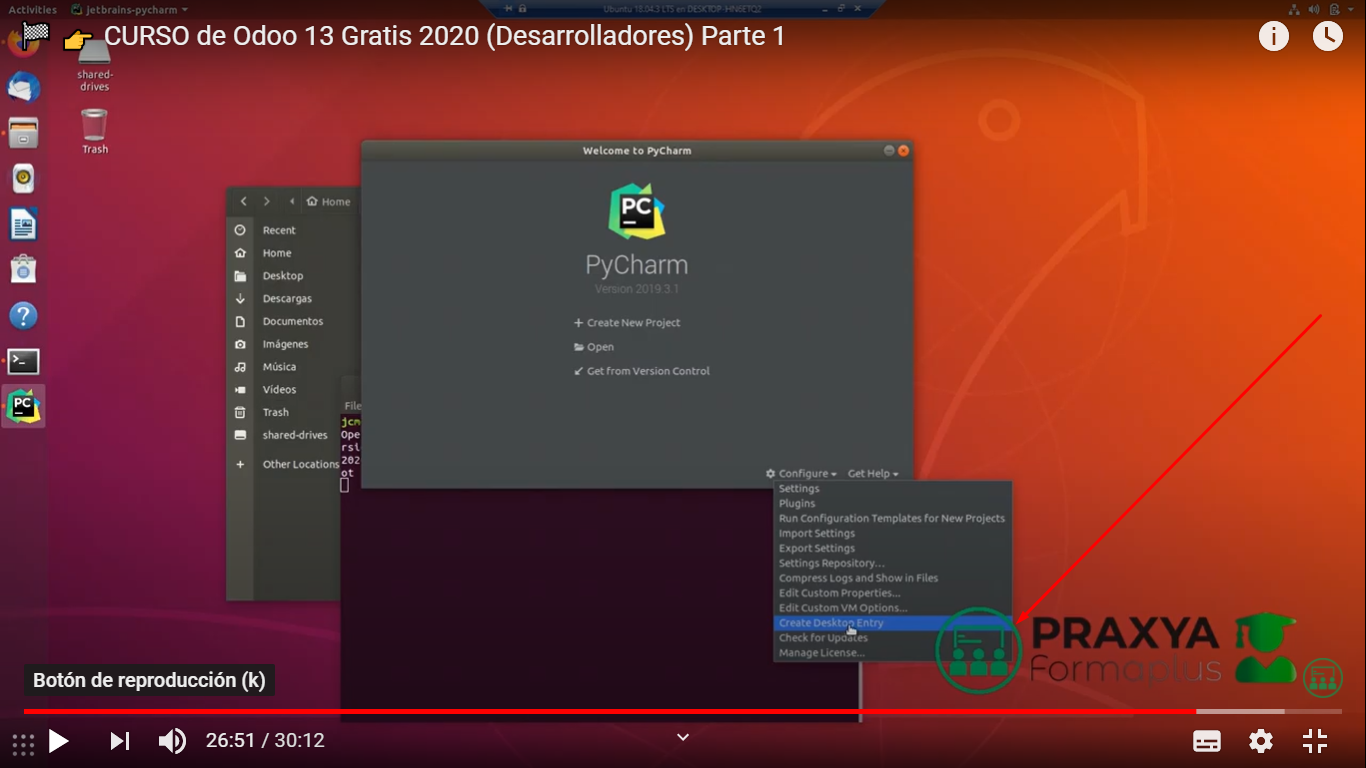 Activities
jetbrains-pycharm
Ubuntu 18.04.3 LTS en DESKTOP-HN6ETQ2
CURSO de Odoo 13 Gratis 2020 (Desarrolladores) Parte 1
shared-
drives
Trash
Welcome to PyCharm
Home
Recent
Home
Desktop
Descargas
Documentos
Imágenes
Música
Vídeos
Trash
shared-drives
Other Locations
File
jcm
Ope
rsi
202
ot
PC
PyCharm
Version 2019.3.1
Create New Project
Open
Get from Version Control
Configure
Get Help
Settings
Plugins
Run Configuration Templates for New Projects
Import Settings
Export Settings
Settings Repository...
Compress Logs and Show in Files
Edit Custom Properties...
Edit Custom VM Options...
Create Desktop Entry
Check for Updates
Manage License...
PC
PRAXYA
Formaplus
Botón de reproducción (k)
26:51 / 30:12